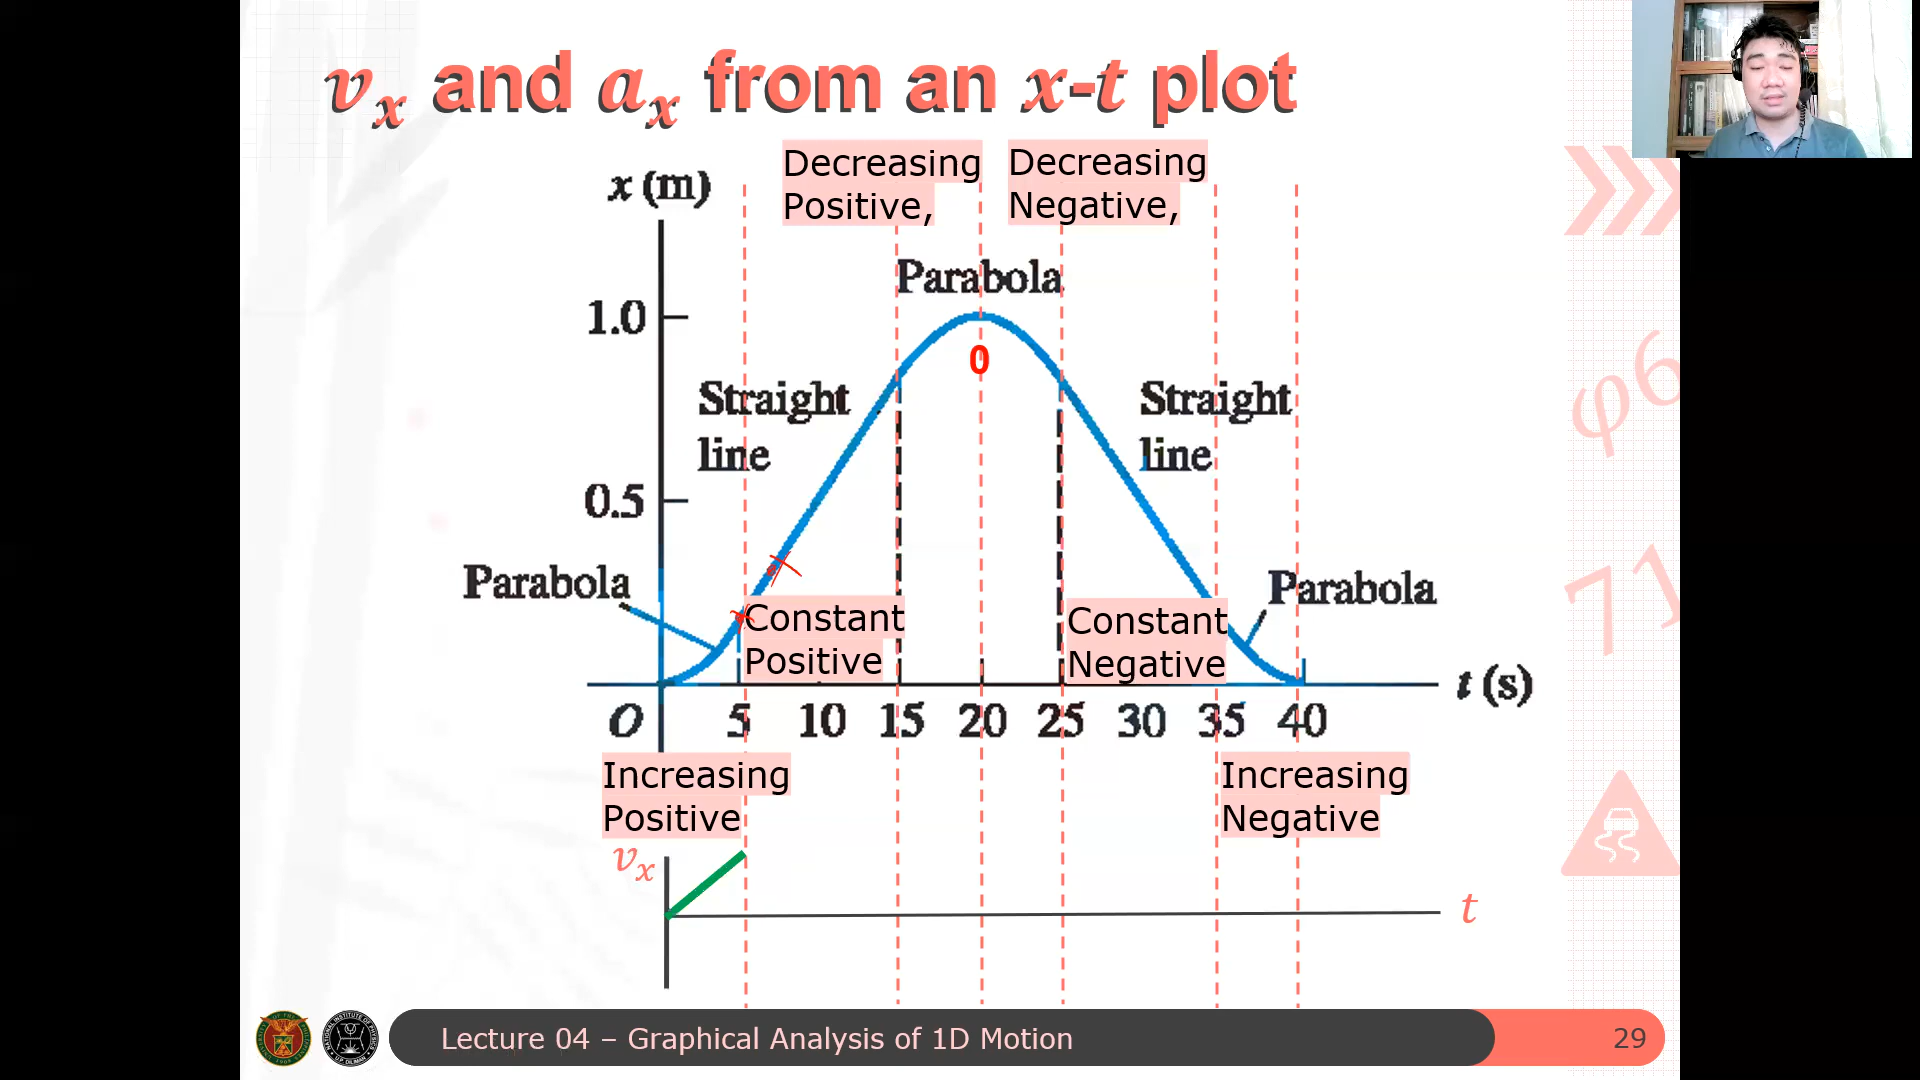 vₓ and aₓ from an x-t plot
Decreasing
Positive,
Decreasing
Negative,
x (m)
Parabola
1.0
0
Straight
line
Straight
line
0.5
Parabola
Parabola
Constant
Positive
Constant
Negative
t (s)
O 5 10 15 20 25 30 35 40
Increasing
Positive
Increasing
Negative
vₓ
t
φ6
71
Lecture 04 – Graphical Analysis of 1D Motion
29